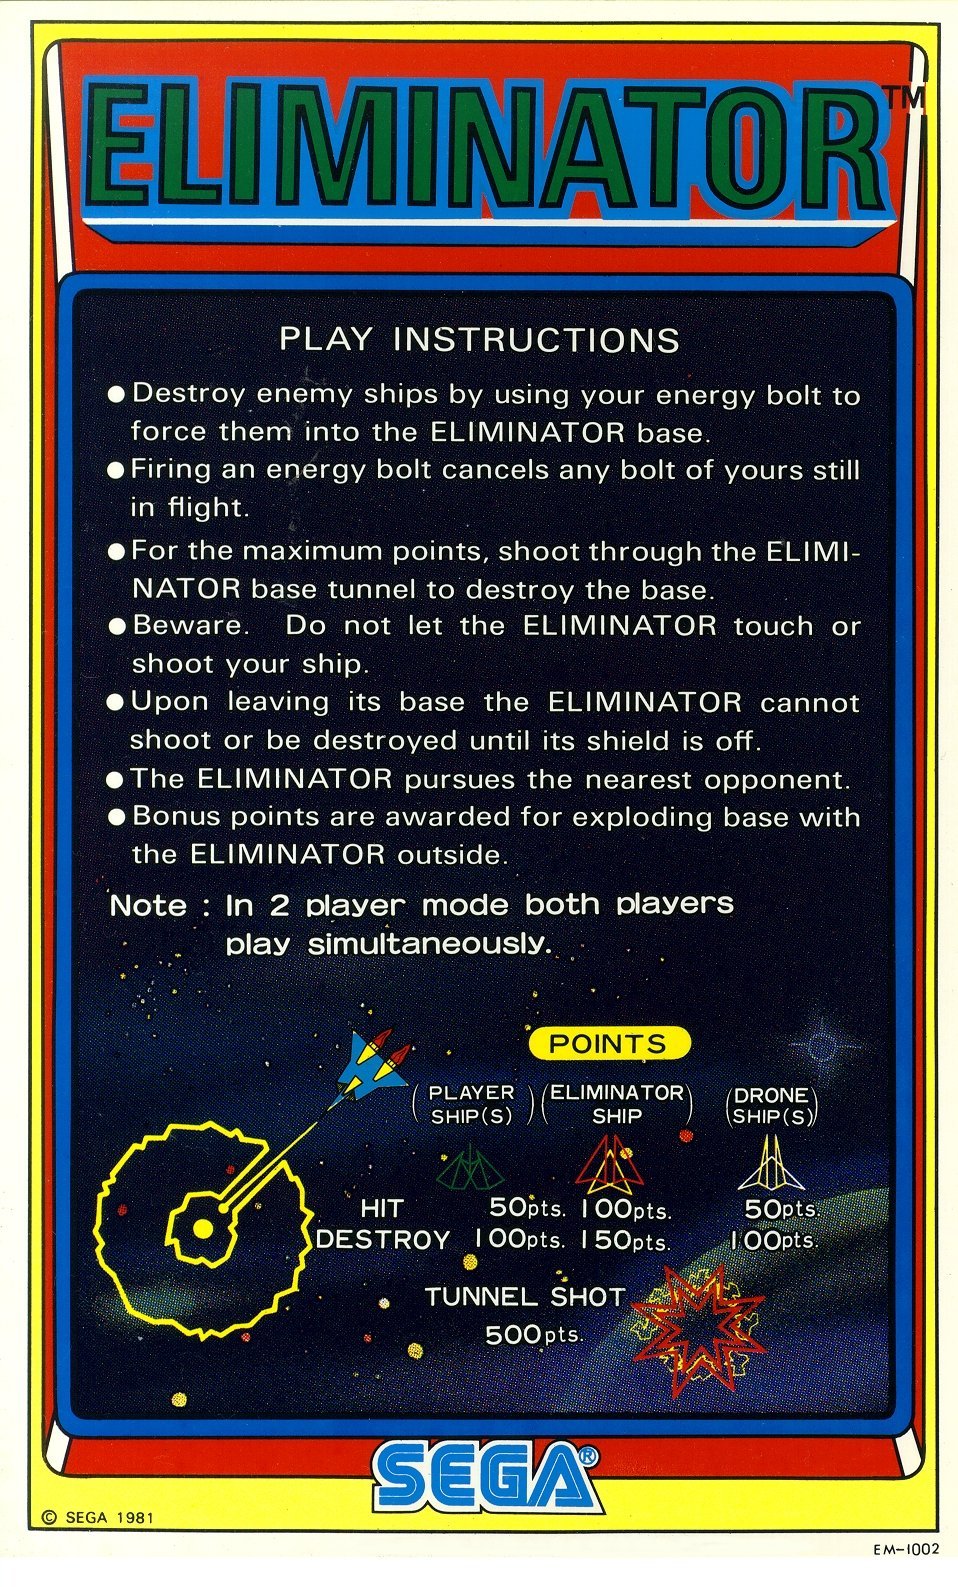 ELIMINATOR™
PLAY INSTRUCTIONS
● Destroy enemy ships by using your energy bolt to
force them into the ELIMINATOR base.
● Firing an energy bolt cancels any bolt of yours still
in flight.
● For the maximum points, shoot through the ELIMI-
NATOR base tunnel to destroy the base.
● Beware. Do not let the ELIMINATOR touch or
shoot your ship.
● Upon leaving its base the ELIMINATOR cannot
shoot or be destroyed until its shield is off.
● The ELIMINATOR pursues the nearest opponent.
● Bonus points are awarded for exploding base with
the ELIMINATOR outside.
Note : In 2 player mode both players
play simultaneously.
POINTS
(PLAYER SHIP(S)) (ELIMINATOR SHIP) (DRONE SHIP(S))
HIT 50pts. 100pts. 50pts.
DESTROY 100pts. 150pts. 100pts.
TUNNEL SHOT
500pts.
SEGA®
© SEGA 1981
EM-1002